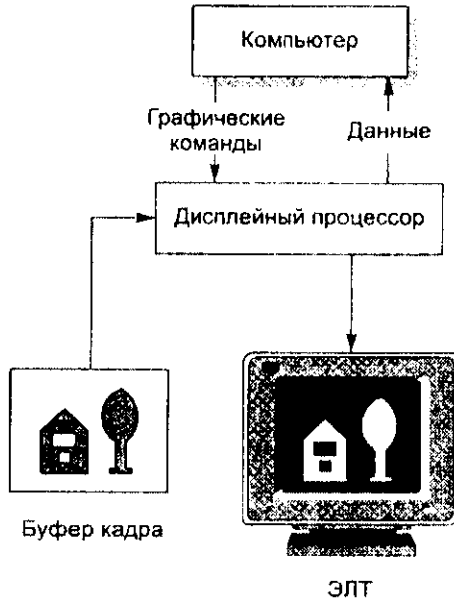 Компьютер
Графические
команды
Данные
Дисплейный процессор
Буфер кадра
ЭЛТ